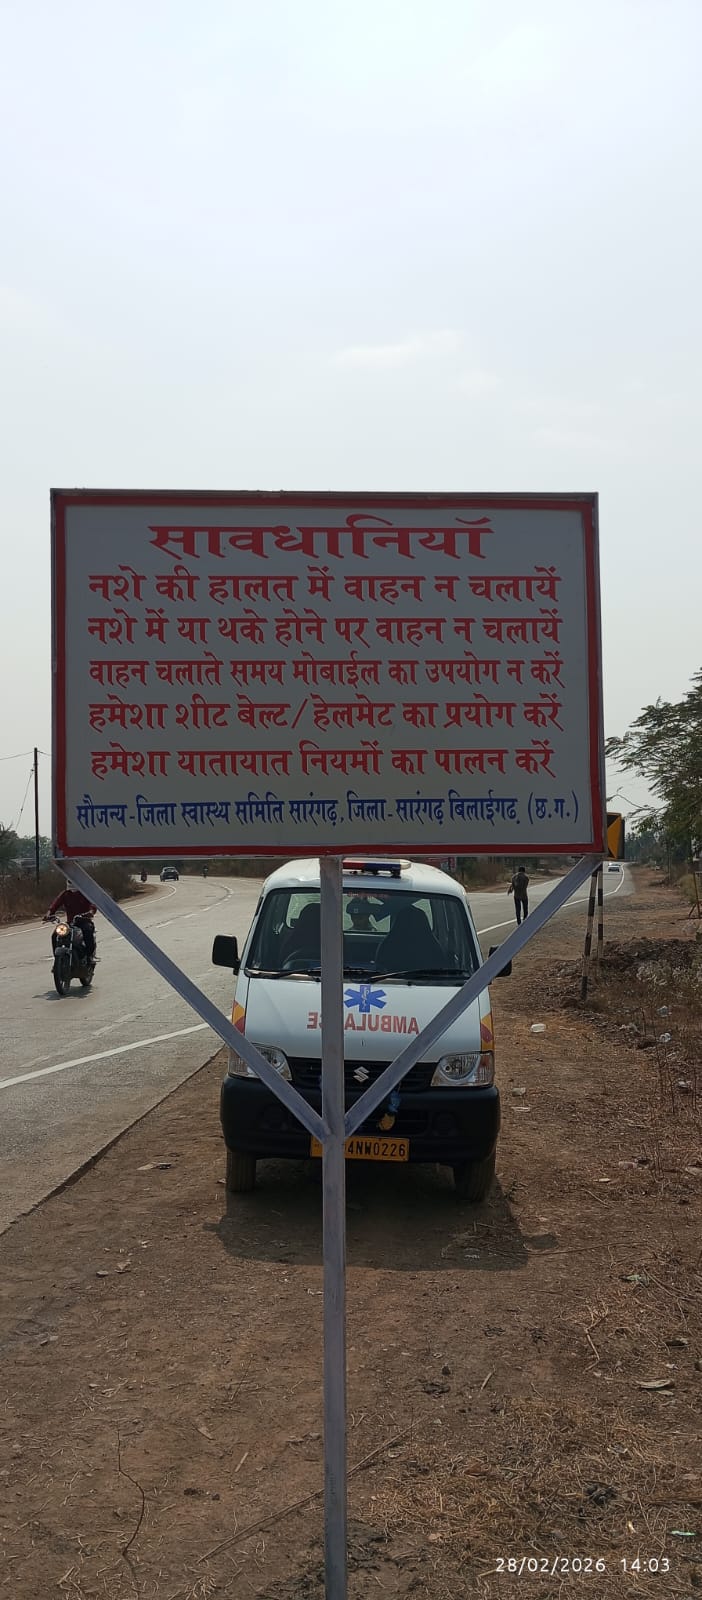 सावधानियॉ
नशे की हालत में वाहन न चलायें
नशे में या थके होने पर वाहन न चलायें
वाहन चलाते समय मोबाईल का उपयोग न करें
हमेशा शीट बेल्ट/हेलमेट का प्रयोग करें
हमेशा यातायात नियमों का पालन करें
सौजन्य-जिला स्वास्थ्य समिति सारंगढ़, जिला-सारंगढ़ बिलाईगढ़ (छ.ग.)
4NW0226
28/02/2026 14:03